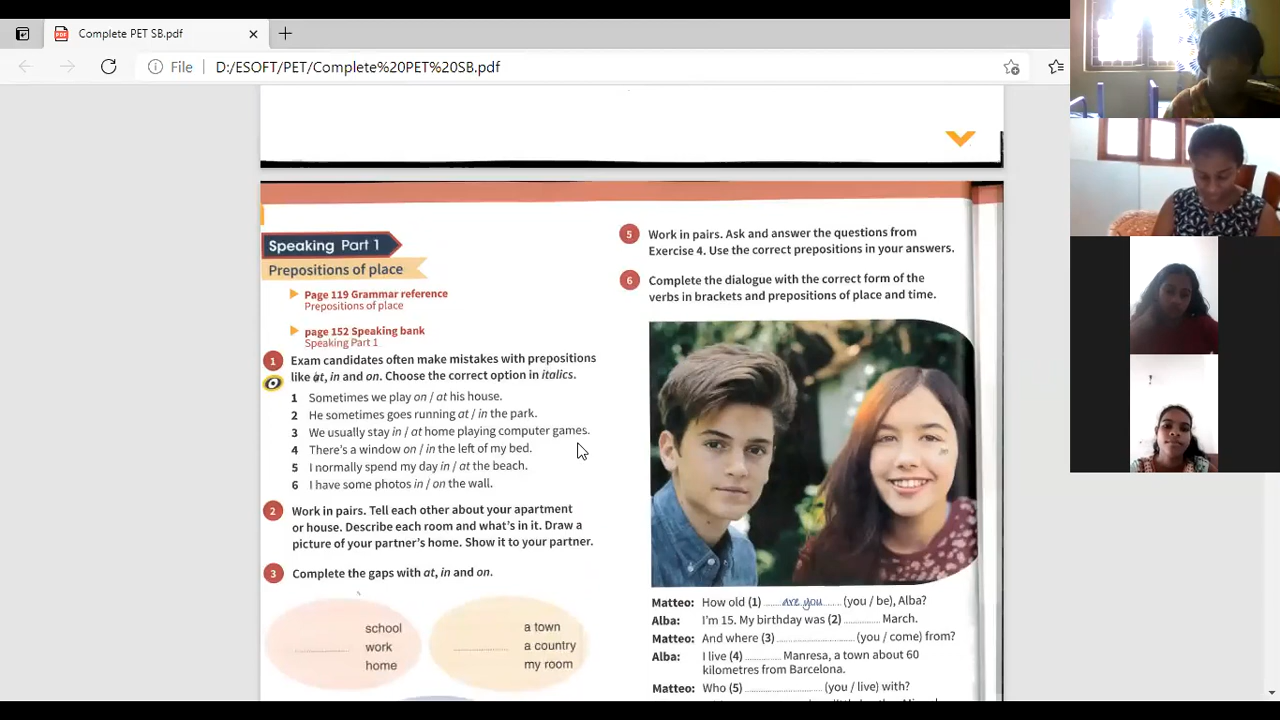 Complete PET SB.pdf
File D:/ESOFT/PET/Complete%20PET%20SB.pdf
Speaking Part 1
Prepositions of place
Page 119 Grammar reference
Prepositions of place
page 152 Speaking bank
Speaking Part 1
1 Exam candidates often make mistakes with prepositions
like at, in and on. Choose the correct option in italics.
1 Sometimes we play on / at his house.
2 He sometimes goes running at / in the park.
3 We usually stay in / at home playing computer games.
4 There's a window on / in the left of my bed.
5 I normally spend my day in / at the beach.
6 I have some photos in / on the wall.
2 Work in pairs. Tell each other about your apartment
or house. Describe each room and what's in it. Draw a
picture of your partner's home. Show it to your partner.
3 Complete the gaps with at, in and on.
school
work
home
a town
a country
my room
5 Work in pairs. Ask and answer the questions from
Exercise 4. Use the correct prepositions in your answers.
6 Complete the dialogue with the correct form of the
verbs in brackets and prepositions of place and time.
Matteo: How old (1) are you (you / be), Alba?
Alba: I'm 15. My birthday was (2) ............ March.
Matteo: And where (3) ........................ (you / come) from?
Alba: I live (4) ............ Manresa, a town about 60
kilometres from Barcelona.
Matteo: Who (5) ........................ (you / live) with?